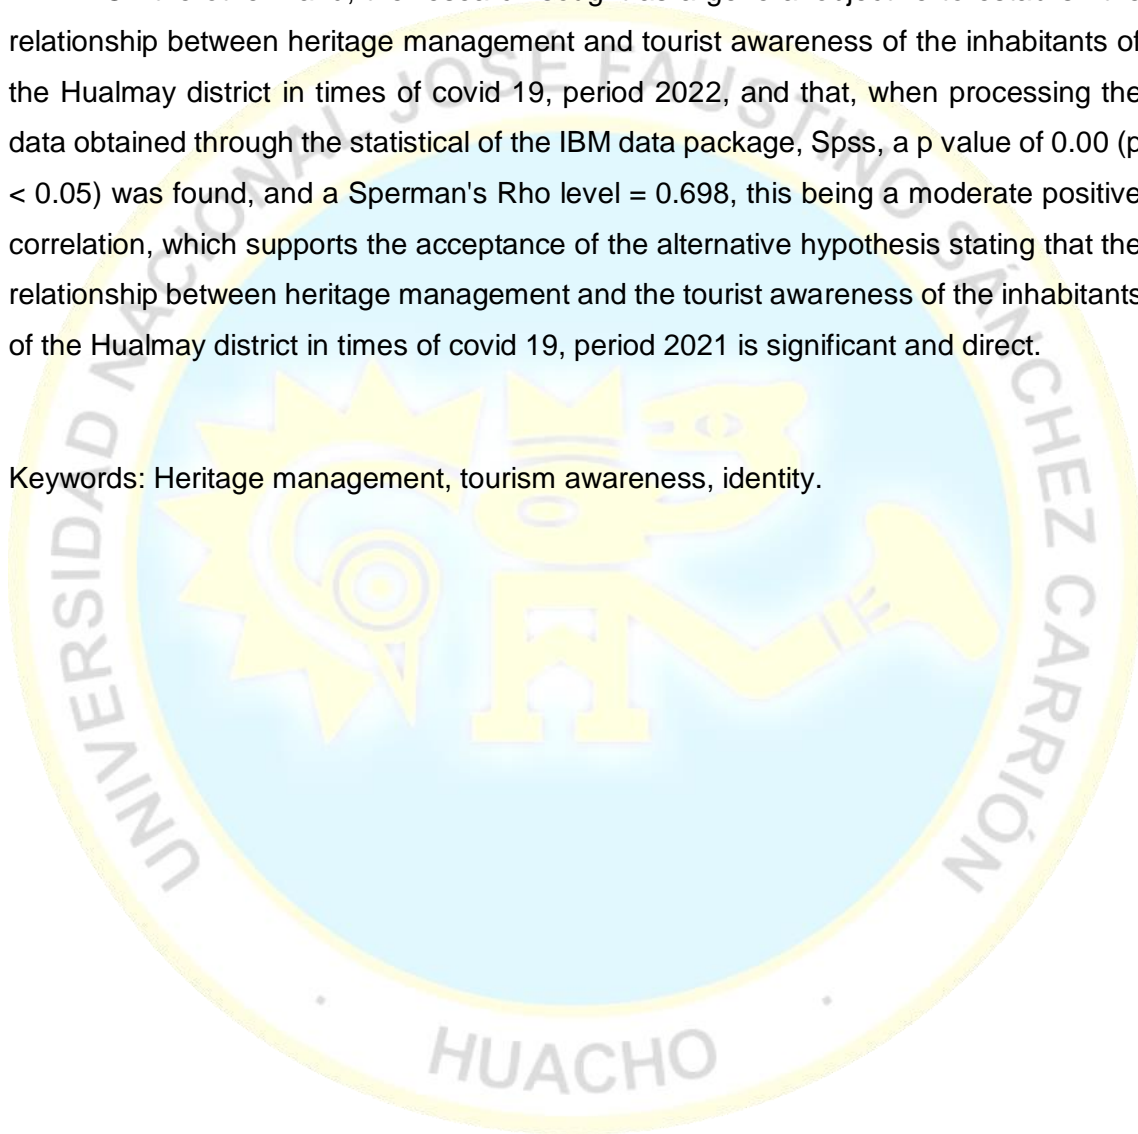 relationship between heritage management and tourist awareness of the inhabitants of
the Hualmay district in times of covid 19, period 2022, and that, when processing the
data obtained through the statistical of the IBM data package, Spss, a p value of 0.00 (p
< 0.05) was found, and a Sperman's Rho level = 0.698, this being a moderate positive
correlation, which supports the acceptance of the alternative hypothesis stating that the
relationship between heritage management and the tourist awareness of the inhabitants
of the Hualmay district in times of covid 19, period 2021 is significant and direct.
Keywords: Heritage management, tourism awareness, identity.
UNIVERSIDAD NACIONAL JOSÉ FAUSTINO SÁNCHEZ CARRIÓN
HUACHO